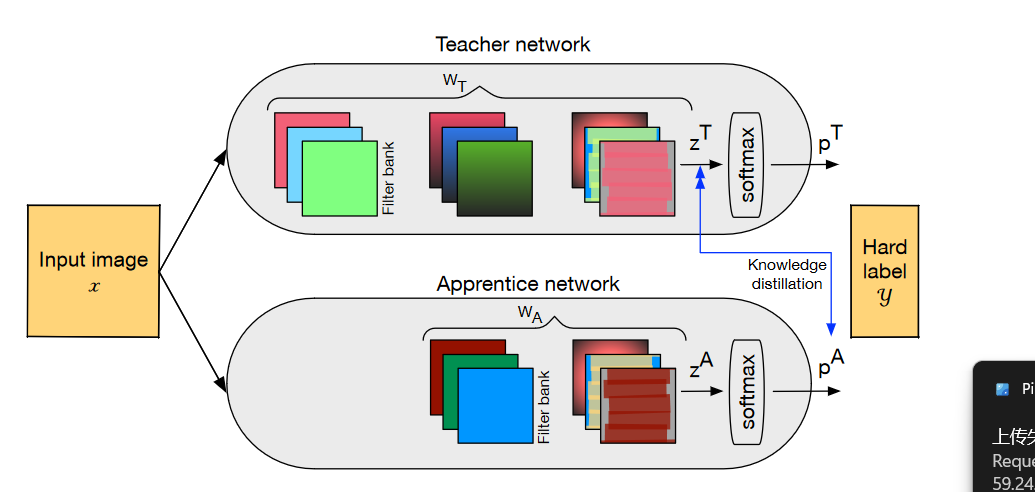 Teacher network
W_T
Filter bank
z^T
softmax
p^T
Input image
x
Hard
label
y
Knowledge
distillation
Apprentice network
W_A
Filter bank
z^A
softmax
p^A
Pi
上传失
Reque
59.24